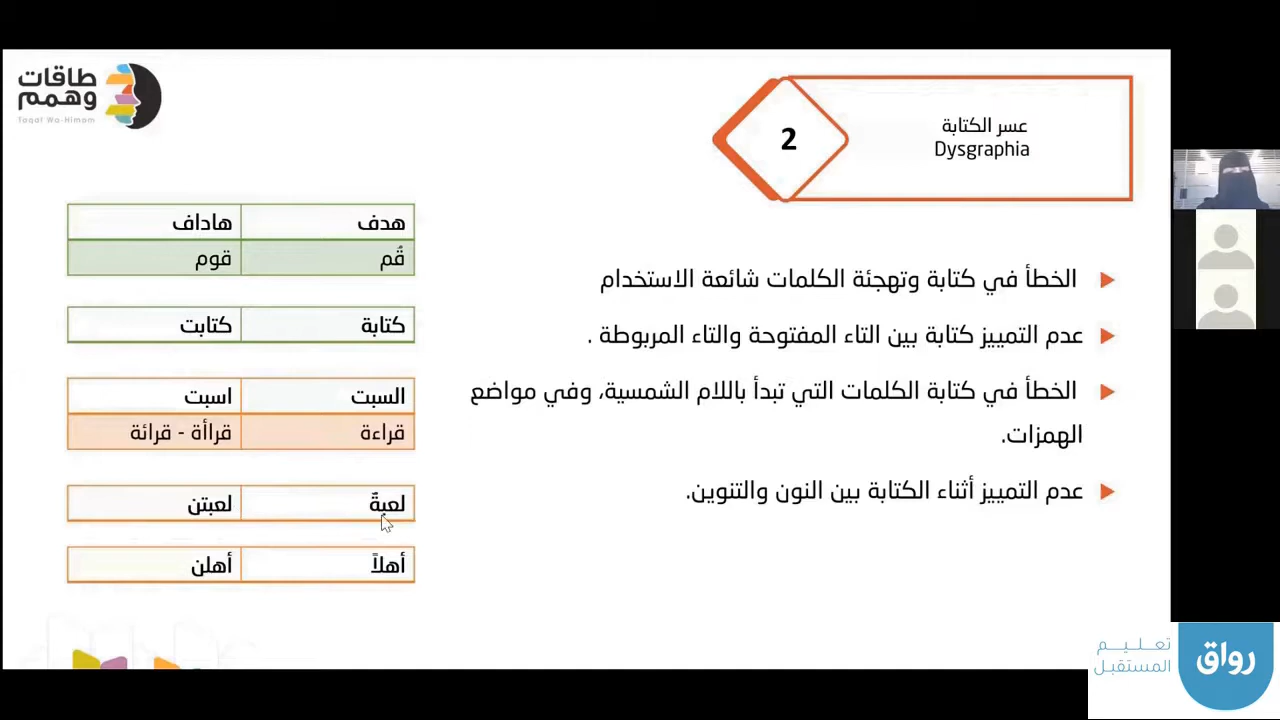 طاقات
وهمم
Taqat Wa-Himam
عسر الكتابة
Dysgraphia
2
الخطأ في كتابة وتهجئة الكلمات شائعة الاستخدام
عدم التمييز كتابة بين التاء المفتوحة والتاء المربوطة .
الخطأ في كتابة الكلمات التي تبدأ باللام الشمسية، وفي مواضع
الهمزات.
عدم التمييز أثناء الكتابة بين النون والتنوين.
هدف هاداف
قُم قوم
كتابة كتابت
السبت اسبت
قراءة قراأة - قرائة
لعبةٌ لعبتن
أهلاً أهلن
تعليم
المستقبل
رواق